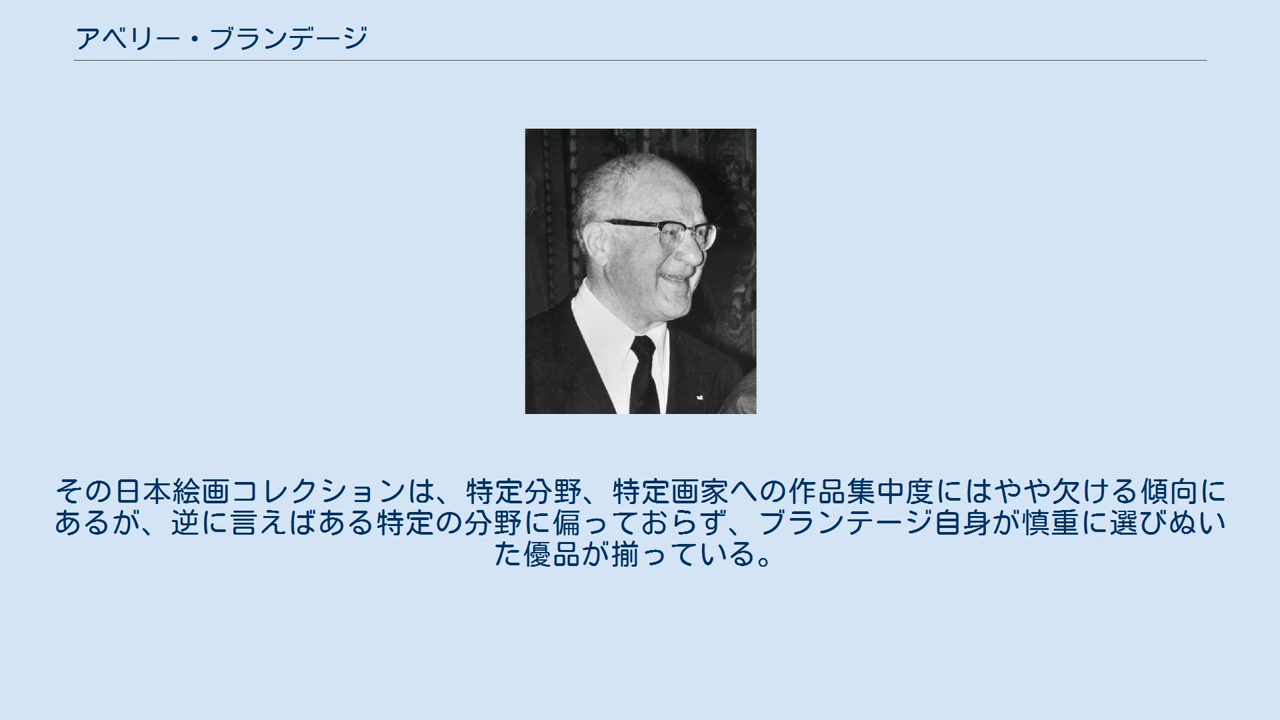 アベリー・ブランデージ
その日本絵画コレクションは、特定分野、特定画家への作品集中度にはやや欠ける傾向に
あるが、逆に言えばある特定の分野に偏っておらず、ブランテージ自身が慎重に選びぬい
た優品が揃っている。